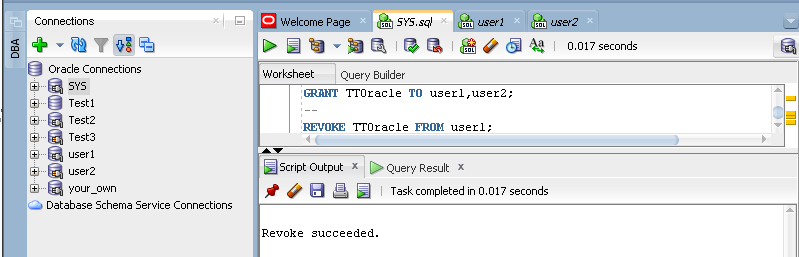 DBA
Connections x
Oracle Connections
SYS
Test1
Test2
Test3
user1
user2
your_own
Database Schema Service Connections
Welcome Page SYS.sql user1 user2
0.017 seconds
Worksheet Query Builder
GRANT TTOracle TO user1,user2;
--
REVOKE TTOracle FROM user1;
Script Output x Query Result x
Task completed in 0.017 seconds
Revoke succeeded.